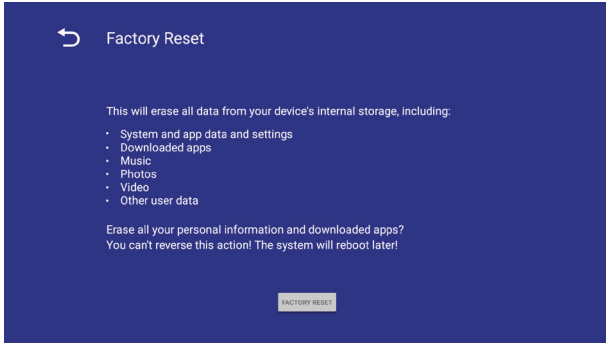 Factory Reset
This will erase all data from your device's internal storage, including:
• System and app data and settings
• Downloaded apps
• Music
• Photos
• Video
• Other user data
Erase all your personal information and downloaded apps?
You can't reverse this action! The system will reboot later!
FACTORY RESET